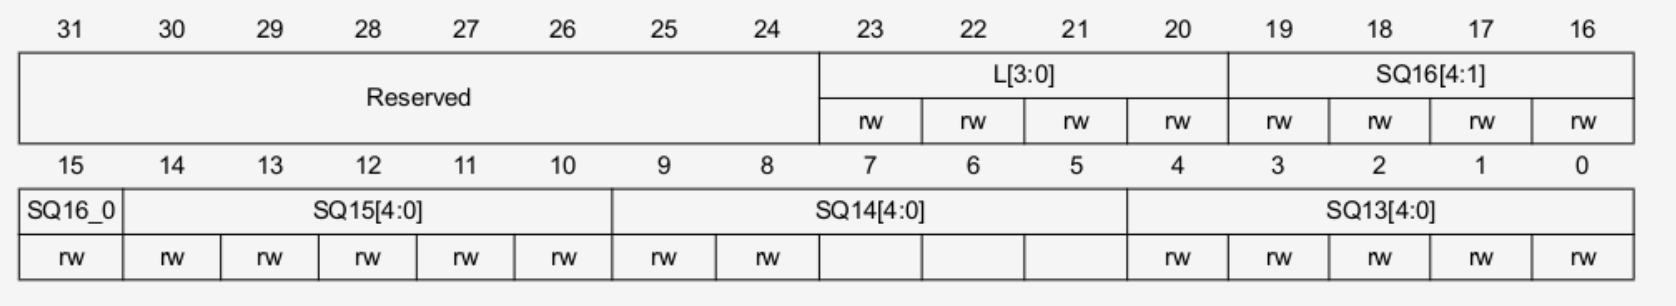 31 30 29 28 27 26 25 24 23 22 21 20 19 18 17 16
Reserved L[3:0] SQ16[4:1]
rw rw rw rw rw rw rw rw
15 14 13 12 11 10 9 8 7 6 5 4 3 2 1 0
SQ16_0 SQ15[4:0] SQ14[4:0] SQ13[4:0]
rw rw rw rw rw rw rw rw rw rw rw rw rw